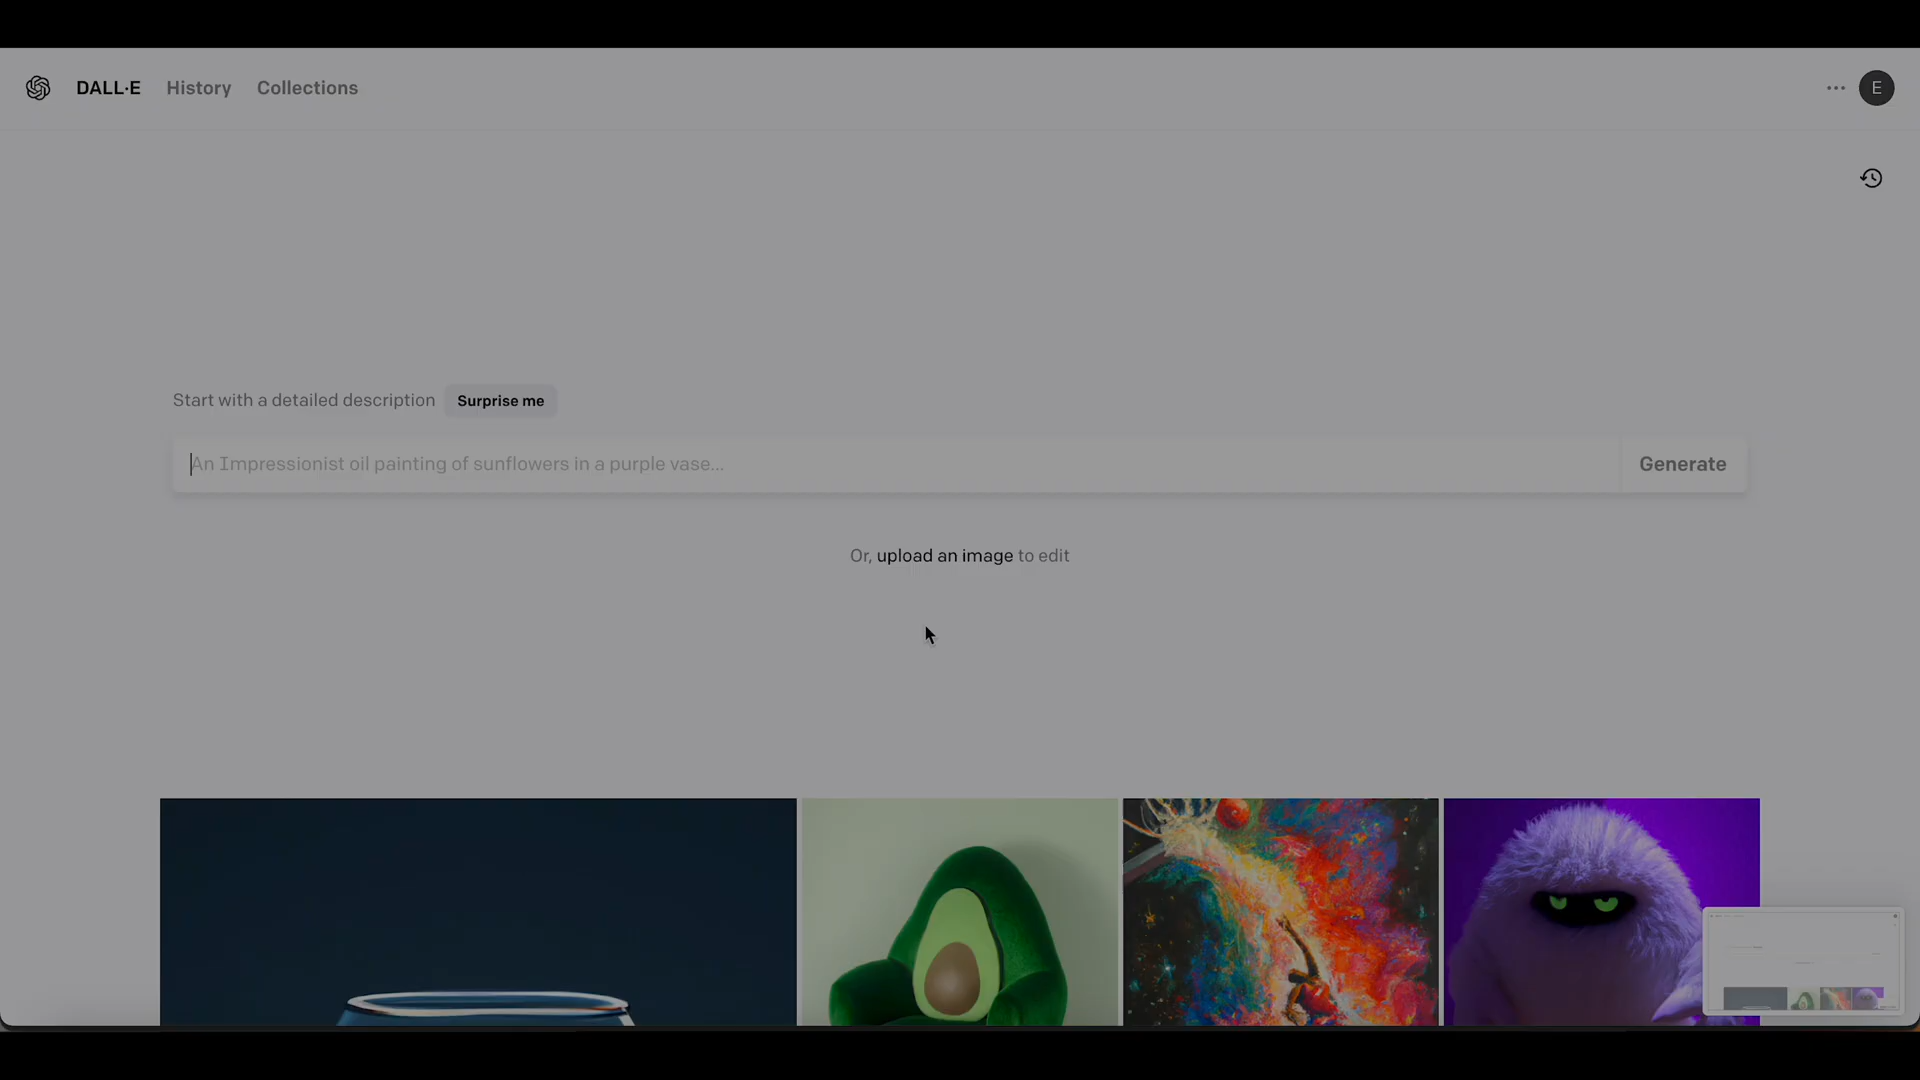 DALL·E History Collections
E
Start with a detailed description Surprise me
An Impressionist oil painting of sunflowers in a purple vase...
Generate
Or, upload an image to edit